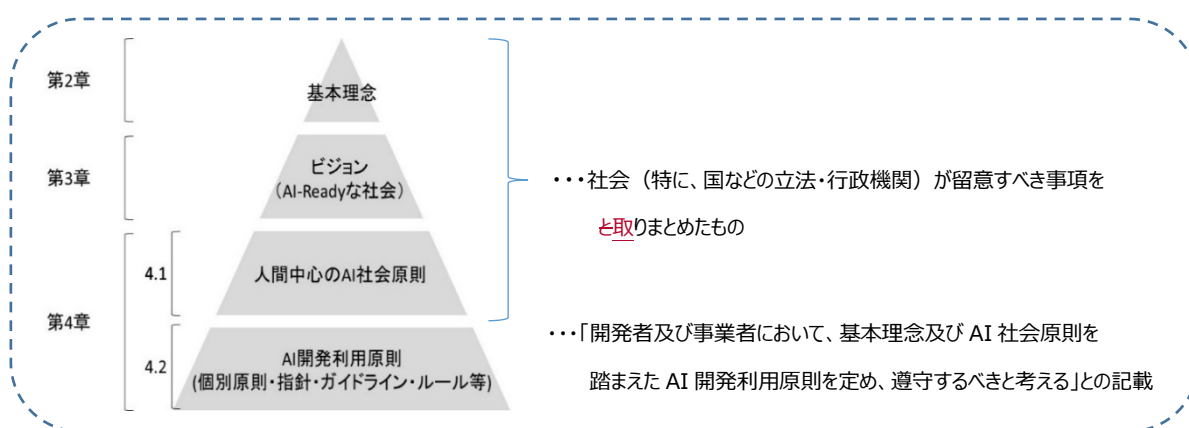 第2章
基本理念
第3章
ビジョン
（AI-Readyな社会）
・・・社会（特に、国などの立法・行政機関）が留意すべき事項を
と取りまとめたもの
第4章
4.1
人間中心のAI社会原則
4.2
AI開発利用原則
(個別原則・指針・ガイドライン・ルール等)
・・・「開発者及び事業者において、基本理念及び AI 社会原則を
踏まえた AI 開発利用原則を定め、遵守するべきと考える」との記載